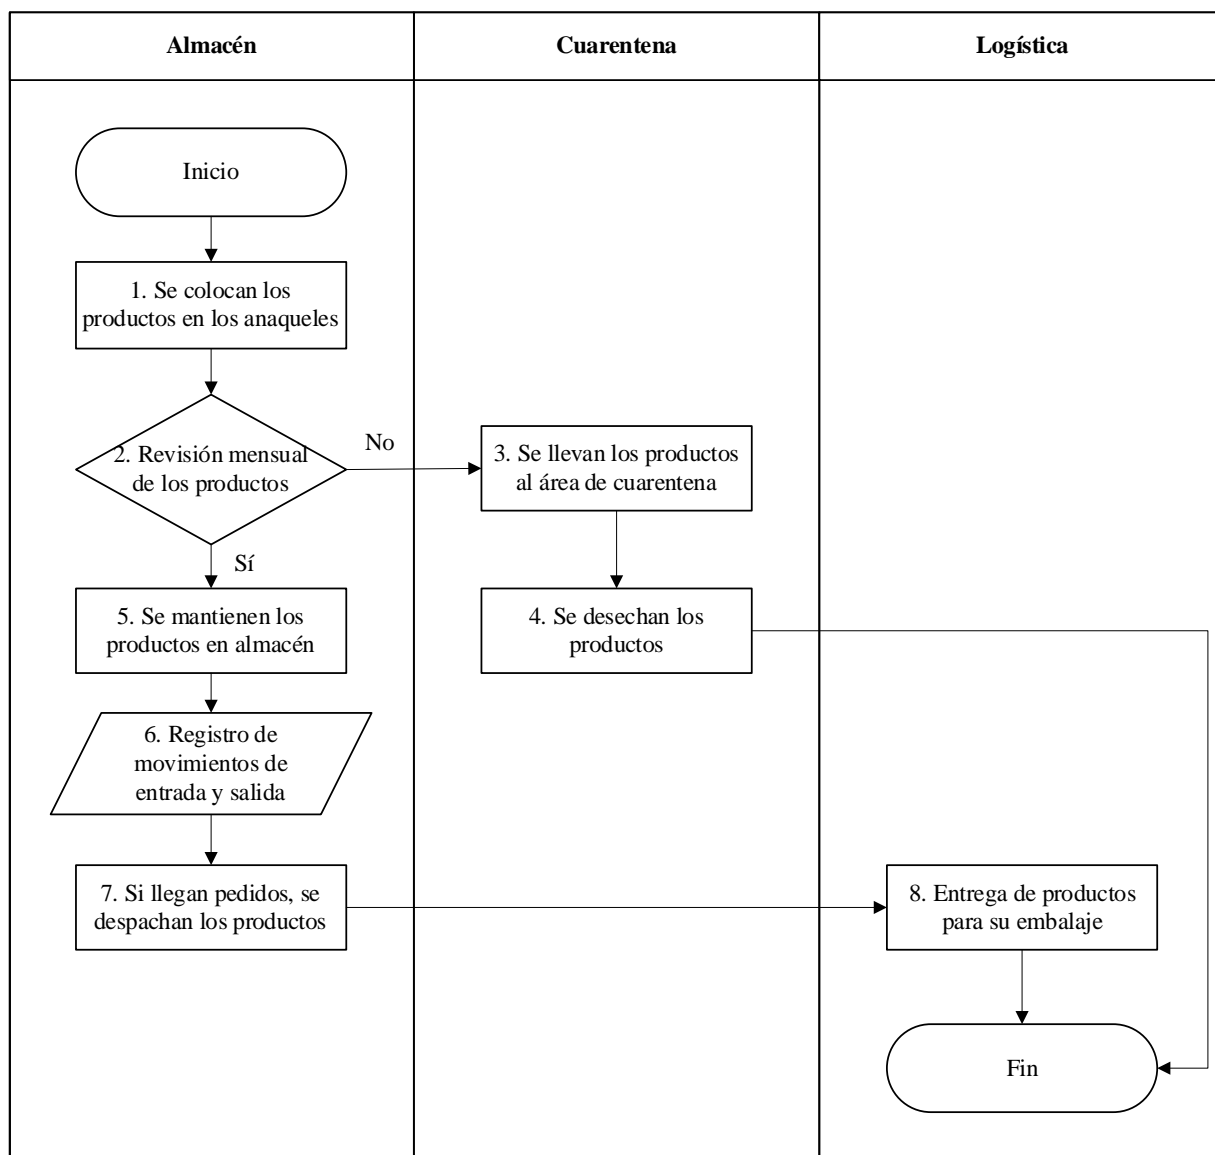 Almacén
Cuarentena
Logística
Inicio
1. Se colocan los
productos en los anaqueles
2. Revisión mensual
de los productos
No
3. Se llevan los productos
al área de cuarentena
Sí
4. Se desechan los
productos
5. Se mantienen los
productos en almacén
6. Registro de
movimientos de
entrada y salida
7. Si llegan pedidos, se
despachan los productos
8. Entrega de productos
para su embalaje
Fin